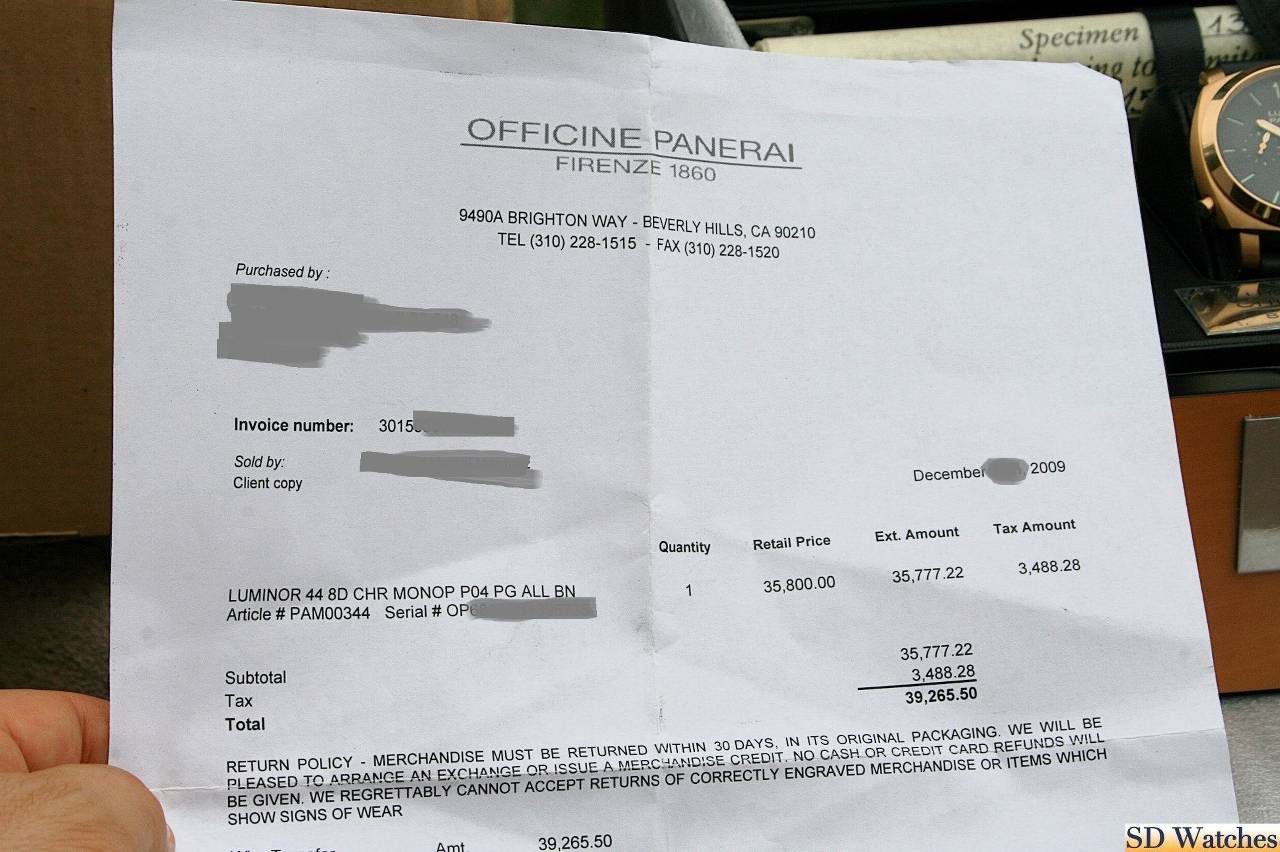 Specimen 13
ing to
OFFICINE PANERAI
FIRENZE 1860
9490A BRIGHTON WAY - BEVERLY HILLS, CA 90210
TEL (310) 228-1515 - FAX (310) 228-1520
Purchased by :
Invoice number: 3015
Sold by:
Client copy
December 2009
Quantity Retail Price Ext. Amount Tax Amount
1 35,800.00 35,777.22 3,488.28
LUMINOR 44 8D CHR MONOP P04 PG ALL BN
Article # PAM00344 Serial # OP6
Subtotal 35,777.22
Tax 3,488.28
Total 39,265.50
RETURN POLICY - MERCHANDISE MUST BE RETURNED WITHIN 30 DAYS, IN ITS ORIGINAL PACKAGING. WE WILL BE
PLEASED TO ARRANGE AN EXCHANGE OR ISSUE A MERCHANDISE CREDIT. NO CASH OR CREDIT CARD REFUNDS WILL
BE GIVEN. WE REGRETTABLY CANNOT ACCEPT RETURNS OF CORRECTLY ENGRAVED MERCHANDISE OR ITEMS WHICH
SHOW SIGNS OF WEAR
Wire Transfer Amt 39,265.50
SD Watches